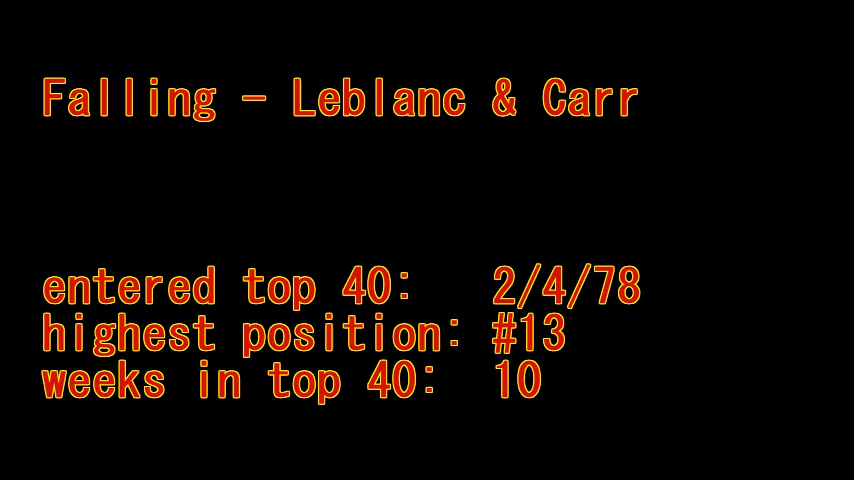 Falling - Leblanc & Carr
entered top 40: 2/4/78
highest position: #13
weeks in top 40: 10